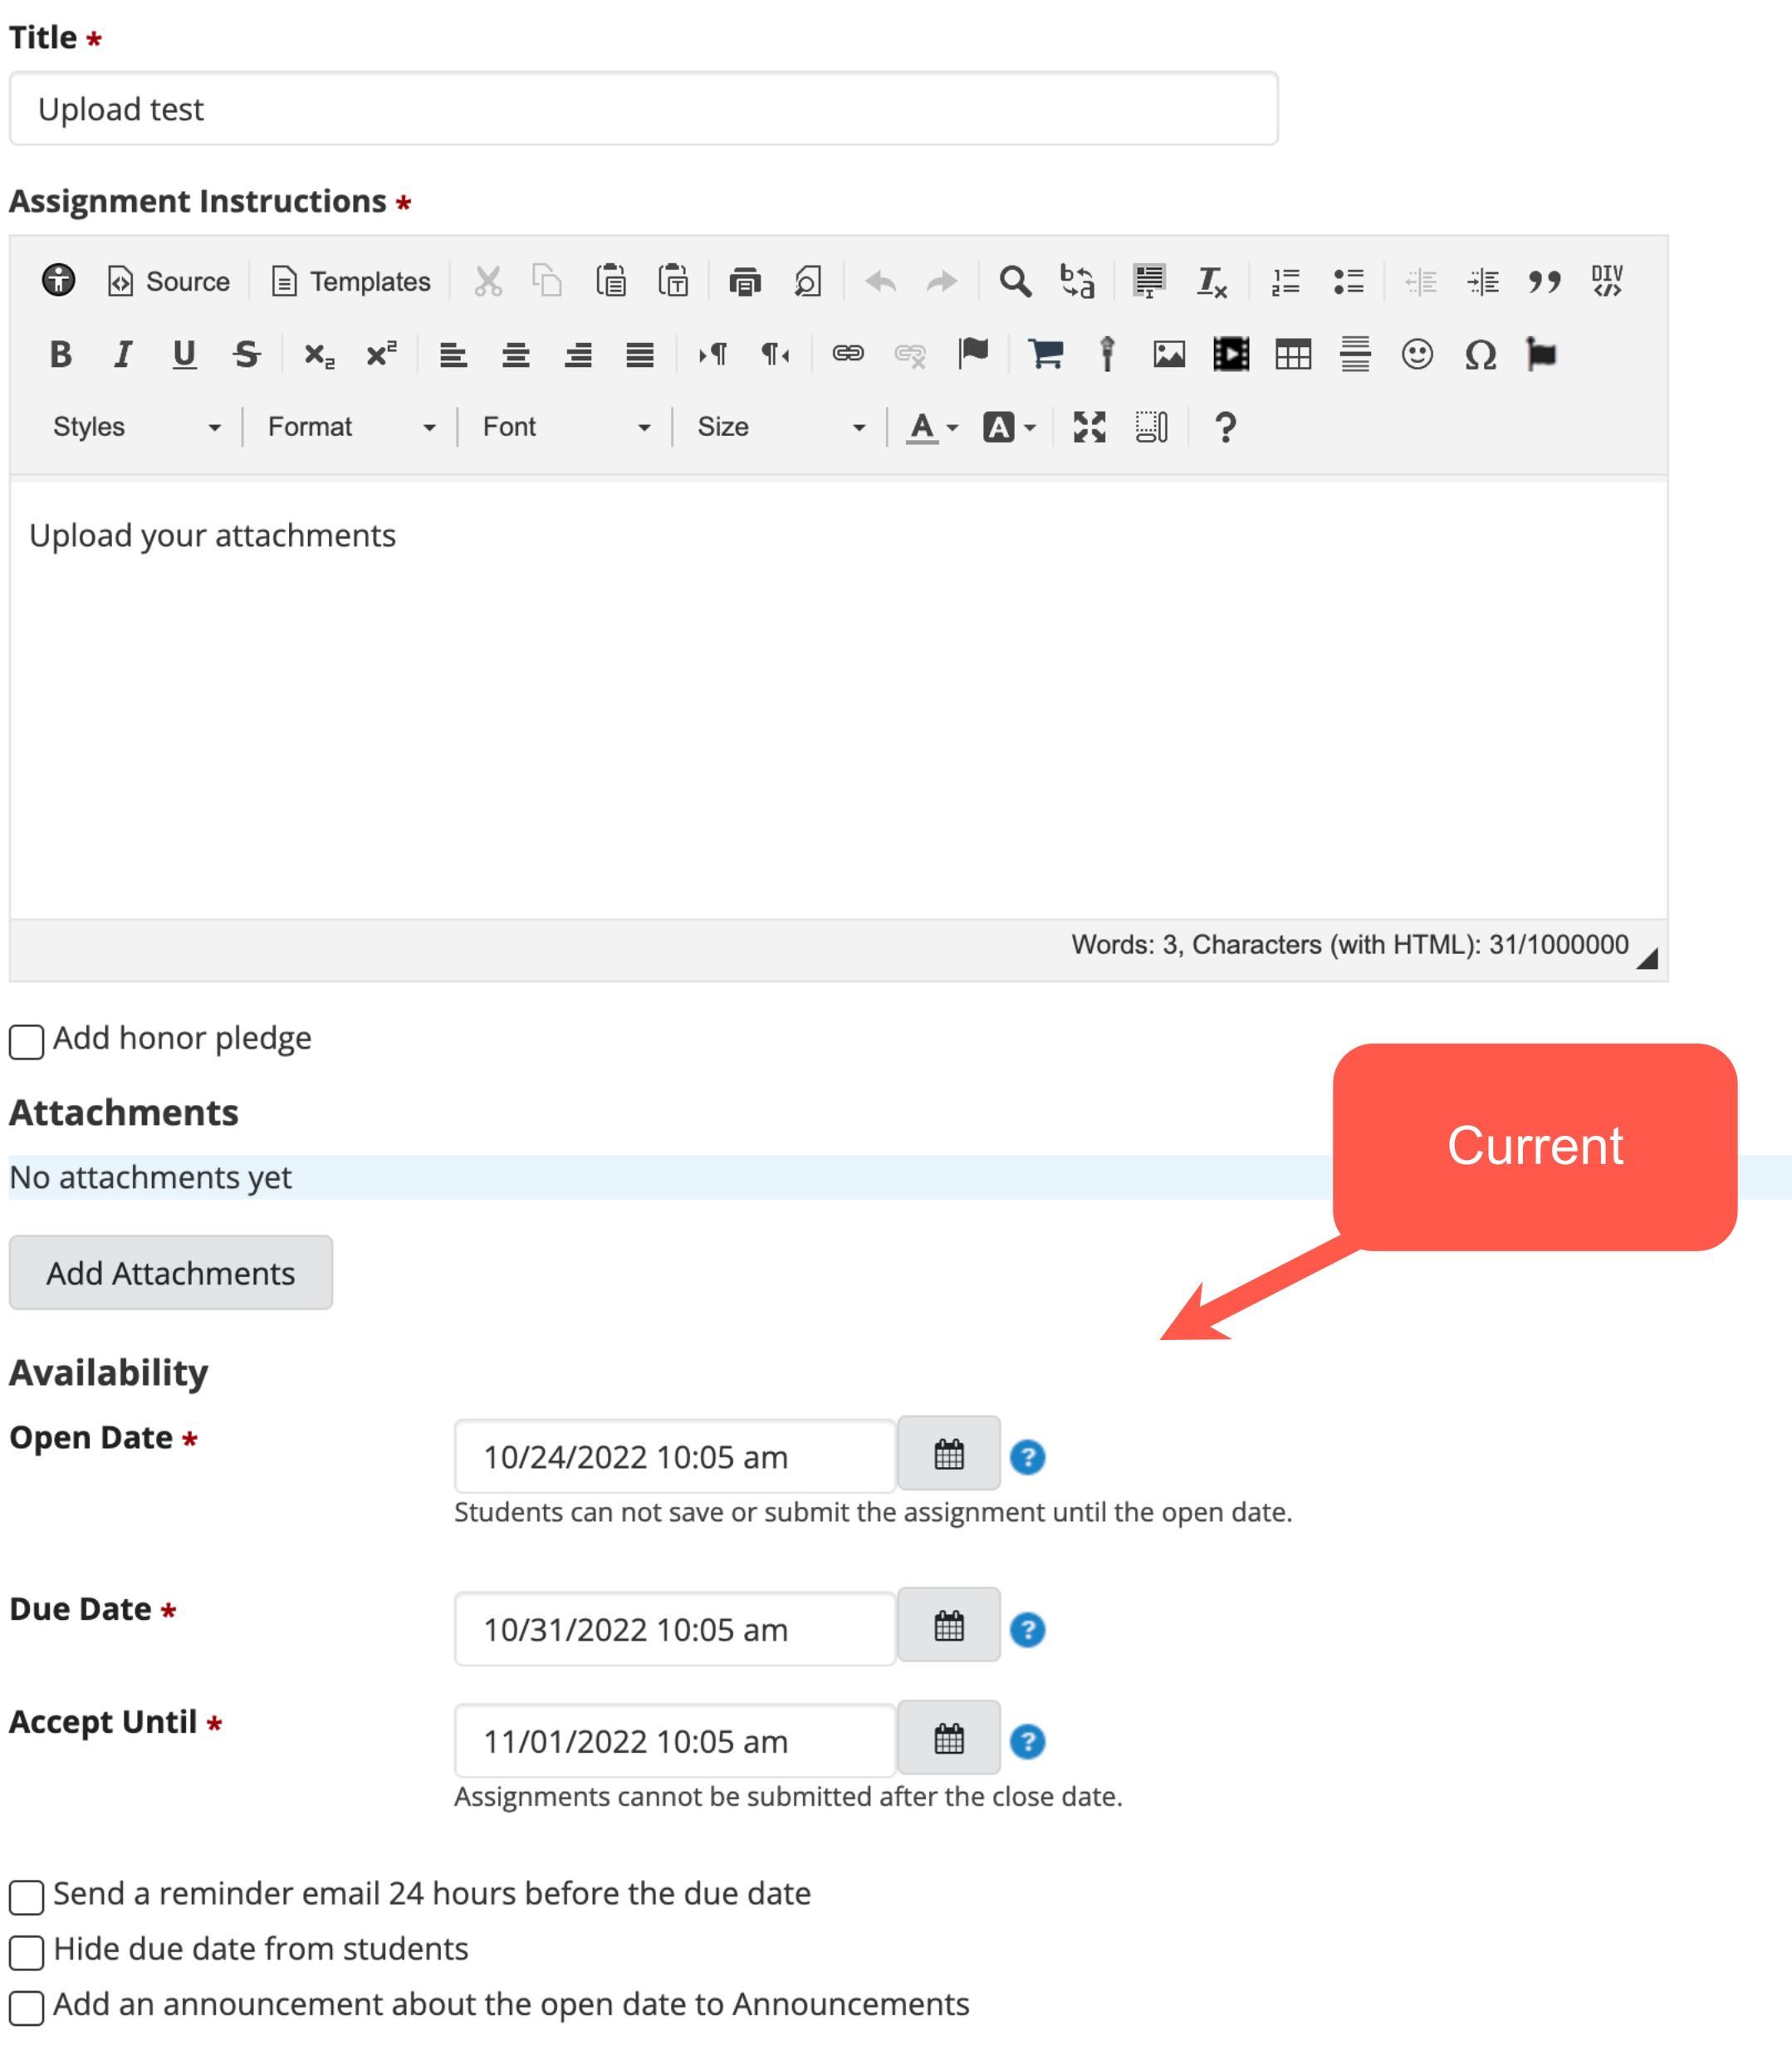 Title *
Upload test
Assignment Instructions *
Source Templates
Styles Format Font Size
Upload your attachments
Words: 3, Characters (with HTML): 31/1000000
Add honor pledge
Attachments
Current
No attachments yet
Add Attachments
Availability
Open Date *
10/24/2022 10:05 am
Students can not save or submit the assignment until the open date.
Due Date *
10/31/2022 10:05 am
Accept Until *
11/01/2022 10:05 am
Assignments cannot be submitted after the close date.
Send a reminder email 24 hours before the due date
Hide due date from students
Add an announcement about the open date to Announcements